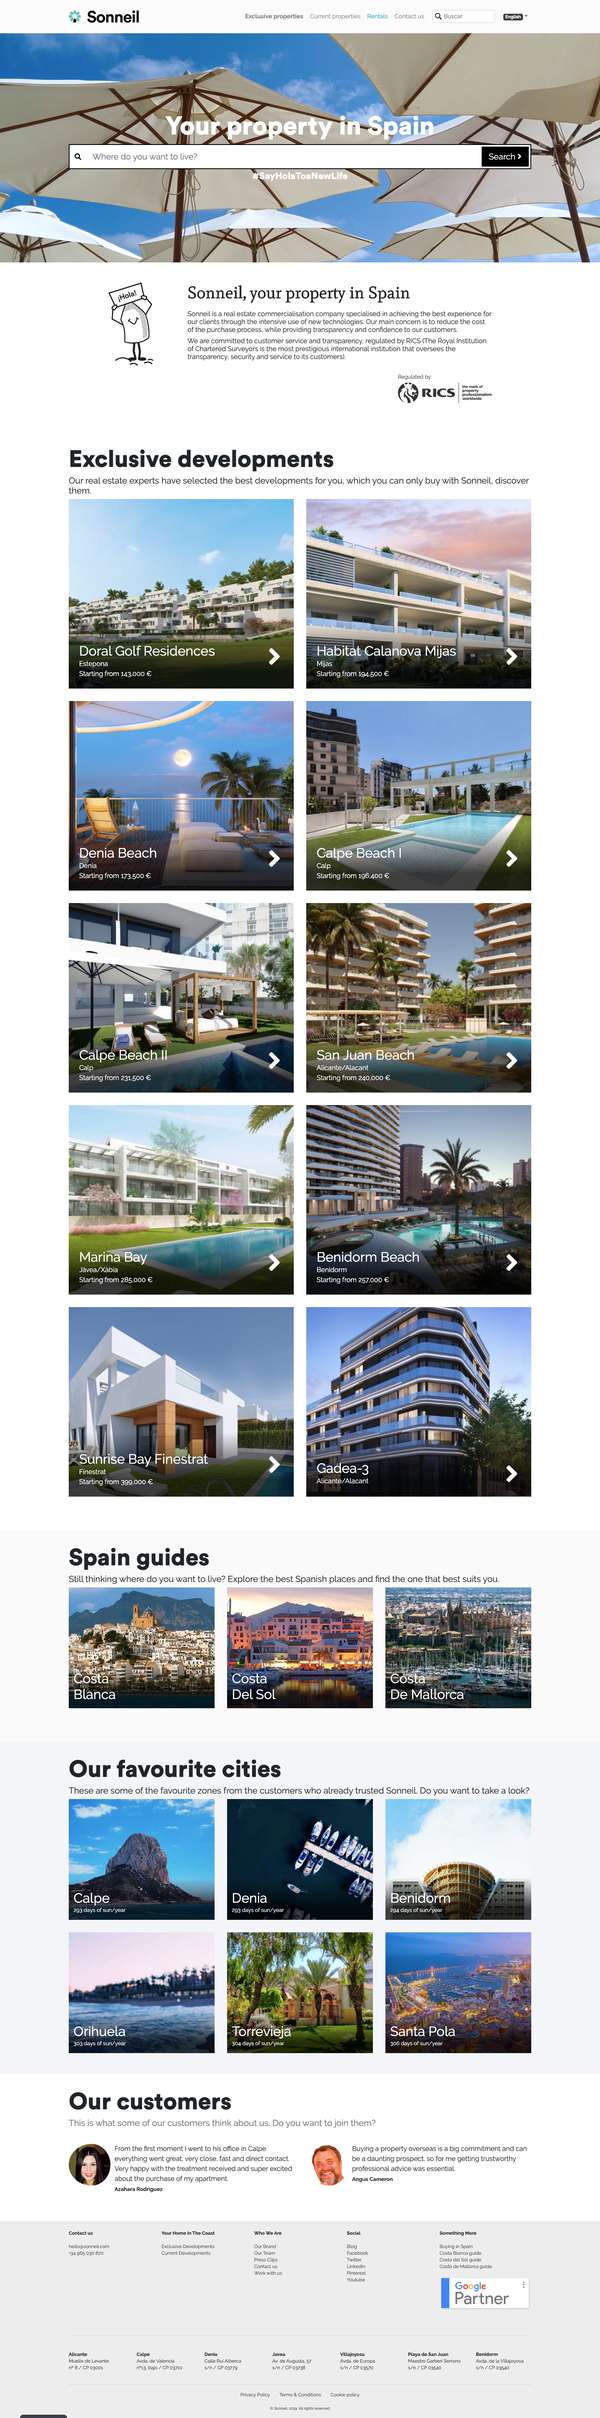 Sonneil
Exclusive properties Current properties Rentals Contact us Buscar English
Your property in Spain
Where do you want to live? Search
#SayHolaToaNewLife
¡Hola!
Sonneil, your property in Spain
Sonneil is a real estate commercialisation company specialised in achieving the best experience for
our clients through the intensive use of new technologies. Our main concern is to reduce the cost
of the purchase process, while providing transparency and confidence to our customers.
We are committed to customer service and transparency, regulated by RICS (The Royal Institution
of Chartered Surveyors is the most prestigious international institution that oversees the
transparency, security and service to its customers).
Regulated by:
RICS
the mark of
property
professionalism
worldwide
Exclusive developments
Our real estate experts have selected the best developments for you, which you can only buy with Sonneil, discover
them.
Doral Golf Residences
Estepona
Starting from 143,000 €
Habitat Calanova Mijas
Mijas
Starting from 194,500 €
Denia Beach
Denia
Starting from 173,500 €
Calpe Beach I
Calp
Starting from 196,400 €
Calpe Beach II
Calp
Starting from 231,500 €
San Juan Beach
Alicante/Alacant
Starting from 240,000 €
Marina Bay
Jávea/Xàbia
Starting from 285,000 €
Benidorm Beach
Benidorm
Starting from 257,000 €
Sunrise Bay Finestrat
Finestrat
Starting from 399,000 €
Gadea-3
Alicante/Alacant
Spain guides
Still thinking where do you want to live? Explore the best Spanish places and find the one that best suits you.
Costa
Blanca
Costa
Del Sol
Costa
De Mallorca
Our favourite cities
These are some of the favourite zones from the customers who already trusted Sonneil. Do you want to take a look?
Calpe
293 days of sun/year
Denia
293 days of sun/year
Benidorm
294 days of sun/year
Orihuela
303 days of sun/year
Torrevieja
304 days of sun/year
Santa Pola
306 days of sun/year
Our customers
This is what some of our customers think about us. Do you want to join them?
From the first moment I went to his office in Calpe
everything went great, very close, fast and direct contact.
Very happy with the treatment received and super excited
about the purchase of my apartment.
Azahara Rodriguez
Buying a property overseas is a big commitment and can
be a daunting prospect, so for me getting trustworthy
professional advice was essential.
Angus Cameron
Contact us
hello@sonneil.com
+34 965 030 870
Your Home In The Coast
Exclusive Developments
Current Developments
Who We Are
Our Brand
Our Team
Press Clips
Contact us
Work with us
Social
Blog
Facebook
Twitter
LinkedIn
Pinterest
Youtube
Something More
Buying in Spain
Costa Blanca guide
Costa del Sol guide
Costa de Mallorca guide
Google
Partner
Alicante
Muelle de Levante
nº 8 / CP 03001
Calpe
Avda. de Valencia
/ CP 03710
Denia
Calle Rui Alberca
s/n / CP 03779
Javea
Av. de Augusta, 57
s/n / CP 03738
Villajoyosa
Avda. de Europa
s/n / CP 03570
Playa de San Juan
Maestro Garberí Serrano
s/n / CP 03540
Benidorm
Avda. de la Villajoyosa
s/n / CP 03540
Privacy Policy Terms & Conditions Cookie policy
© Sonneil, 2019. All rights reserved